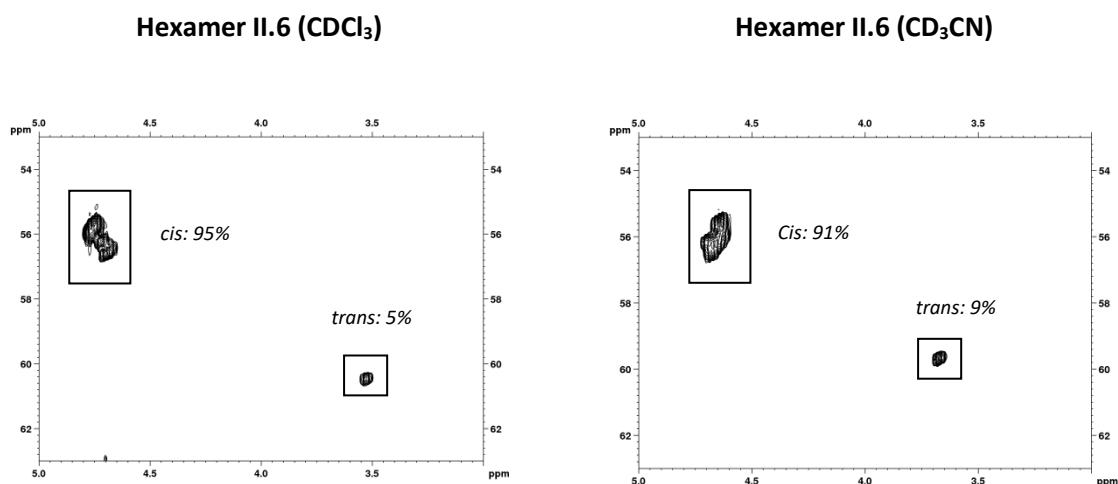 Hexamer II.6 (CDCl₃)
Hexamer II.6 (CD₃CN)
ppm
5.0 4.5 4.0 3.5
54
56
58
60
62
54
56
58
60
62
cis: 95%
trans: 5%
5.0 4.5 4.0 3.5 ppm
ppm
5.0 4.5 4.0 3.5
54
56
58
60
62
54
56
58
60
62
Cis: 91%
trans: 9%
5.0 4.5 4.0 3.5 ppm